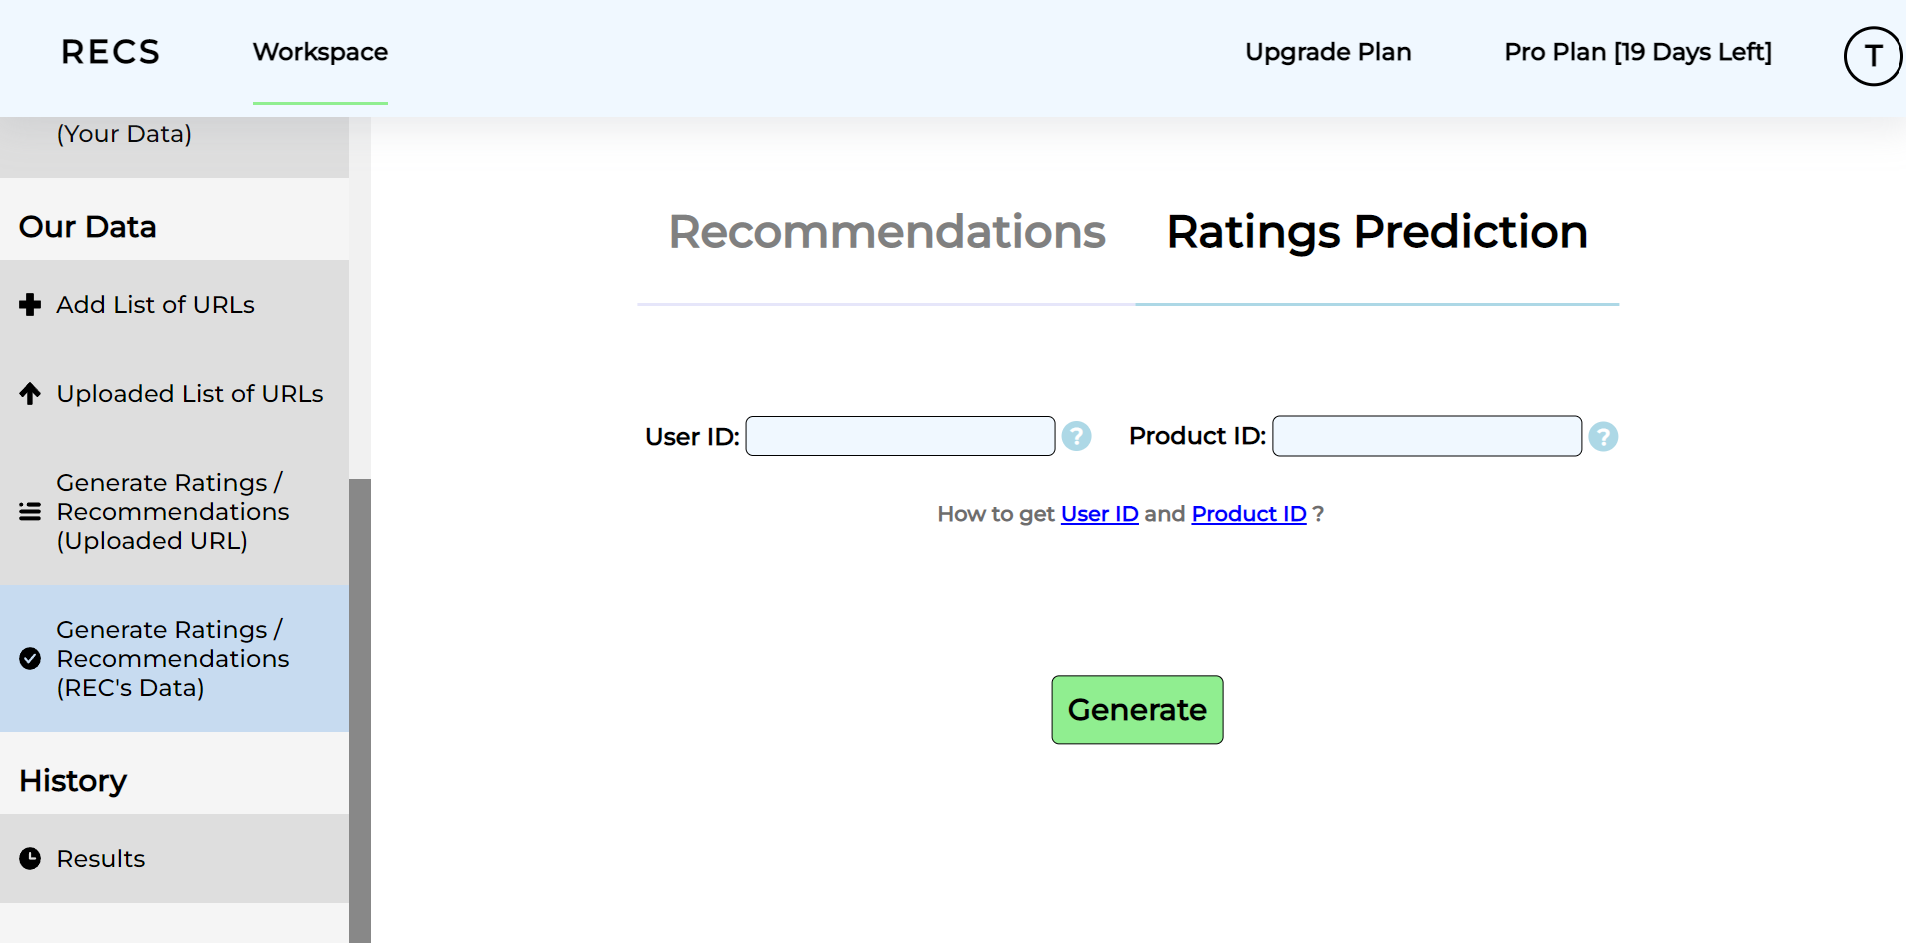 RECS
Workspace
Upgrade Plan
Pro Plan [19 Days Left]
T
(Your Data)
Our Data
Add List of URLs
Uploaded List of URLs
Generate Ratings /
Recommendations
(Uploaded URL)
Generate Ratings /
Recommendations
(REC's Data)
History
Results
Recommendations
Ratings Prediction
User ID:
?
Product ID:
?
How to get User ID and Product ID ?
Generate